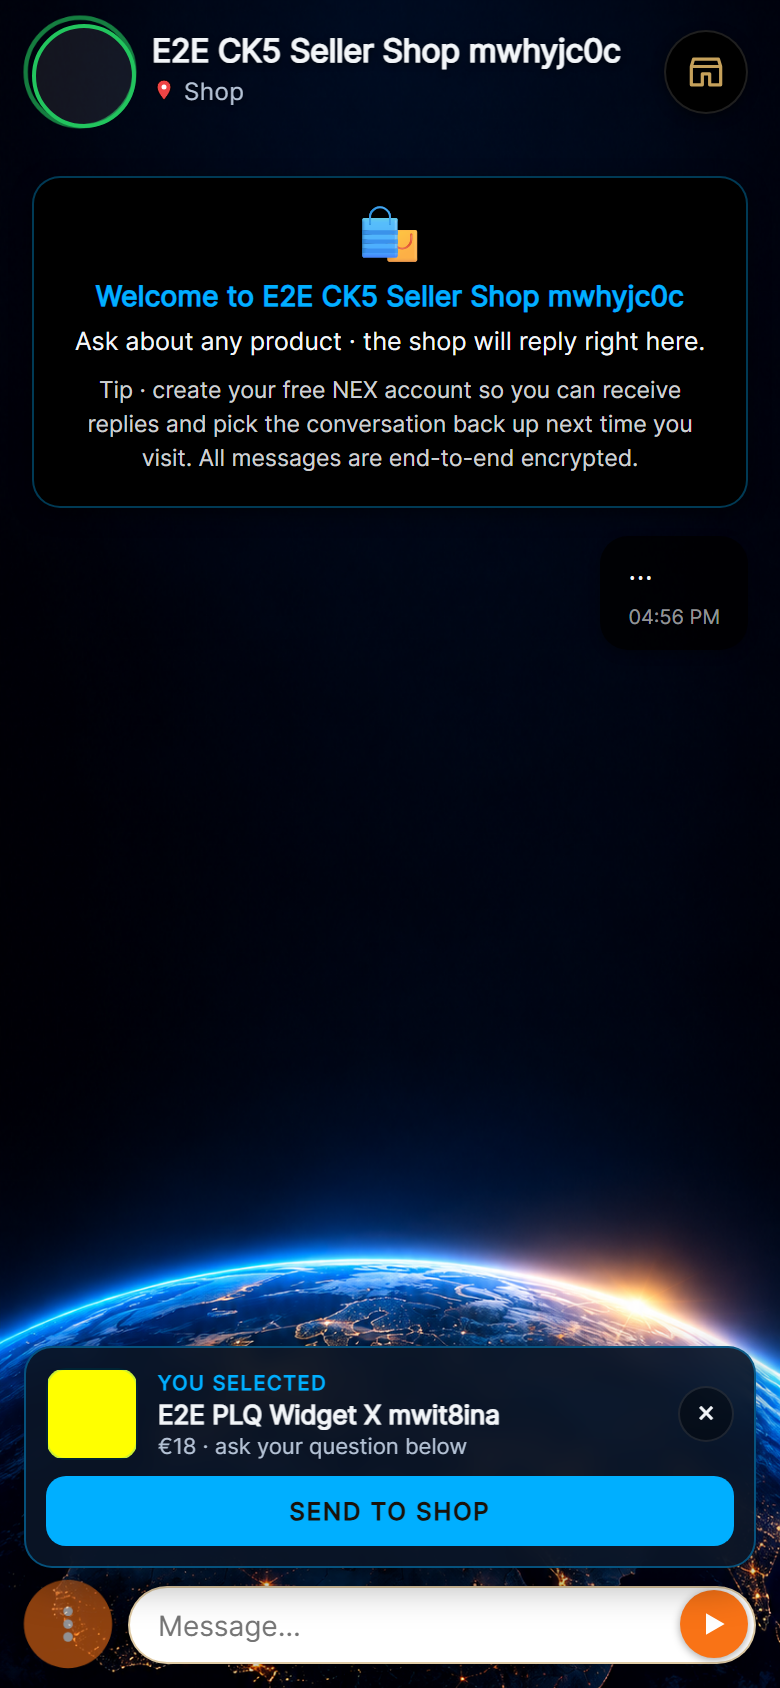 E2E CK5 Seller Shop mwhyjc0c
Shop
Welcome to E2E CK5 Seller Shop mwhyjc0c
Ask about any product · the shop will reply right here.
Tip · create your free NEX account so you can receive
replies and pick the conversation back up next time you
visit. All messages are end-to-end encrypted.
...
04:56 PM
YOU SELECTED
E2E PLQ Widget X mwit8ina
€18 · ask your question below
SEND TO SHOP
Message...